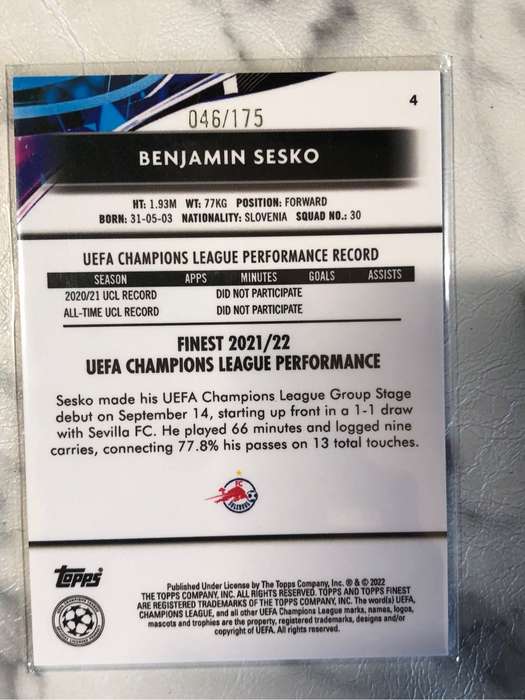 4
046/175
BENJAMIN SESKO
HT: 1.93M WT: 77KG POSITION: FORWARD
BORN: 31-05-03 NATIONALITY: SLOVENIA SQUAD NO.: 30
UEFA CHAMPIONS LEAGUE PERFORMANCE RECORD
SEASON APPS MINUTES GOALS ASSISTS
2020/21 UCL RECORD DID NOT PARTICIPATE
ALL-TIME UCL RECORD DID NOT PARTICIPATE
FINEST 2021/22
UEFA CHAMPIONS LEAGUE PERFORMANCE
Sesko made his UEFA Champions League Group Stage
debut on September 14, starting up front in a 1-1 draw
with Sevilla FC. He played 66 minutes and logged nine
carries, connecting 77.8% his passes on 13 total touches.
FC
SALZBURG
Topps
Published Under License by The Topps Company, Inc. ® & © 2022
THE TOPPS COMPANY, INC. ALL RIGHTS RESERVED. TOPPS AND TOPPS FINEST
ARE REGISTERED TRADEMARKS OF THE TOPPS COMPANY, INC. The word(s) UEFA,
CHAMPIONS LEAGUE, and all other UEFA Champions League marks, names, logos,
mascots and trophies are the property, registered trademarks, designs and/or
copyright of UEFA. All rights reserved.